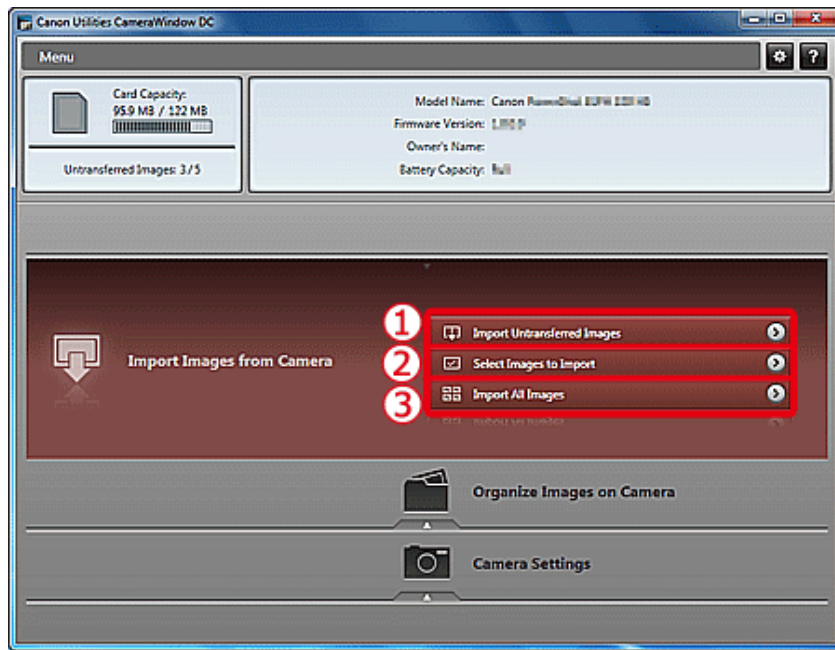 Canon Utilities CameraWindow DC
Menu
?
Card Capacity:
95.9 MB / 122 MB
Untransferred Images: 3/5
Model Name: Canon
Firmware Version:
Owner's Name:
Battery Capacity:
Import Images from Camera
1 Import Untransferred Images
2 Select Images to Import
3 Import All Images
Organize Images on Camera
Camera Settings